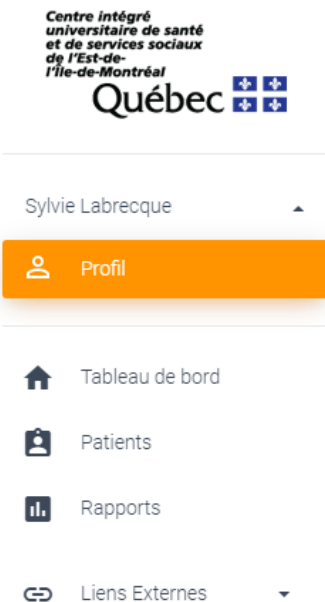 Centre intégré
universitaire de santé
et de services sociaux
de l'Est-de-
l'Île-de-Montréal
Québec
Sylvie Labrecque
Profil
Tableau de bord
Patients
Rapports
Liens Externes